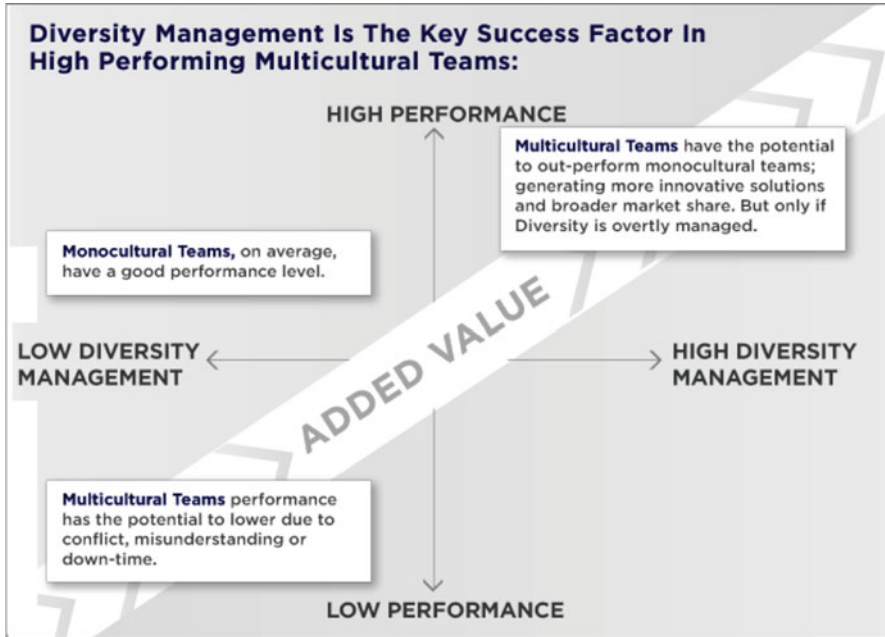 Diversity Management Is The Key Success Factor In
High Performing Multicultural Teams:
HIGH PERFORMANCE
Multicultural Teams have the potential
to out-perform monocultural teams;
generating more innovative solutions
and broader market share. But only if
Diversity is overtly managed.
Monocultural Teams, on average,
have a good performance level.
LOW DIVERSITY
MANAGEMENT
ADDED VALUE
HIGH DIVERSITY
MANAGEMENT
Multicultural Teams performance
has the potential to lower due to
conflict, misunderstanding or
down-time.
LOW PERFORMANCE